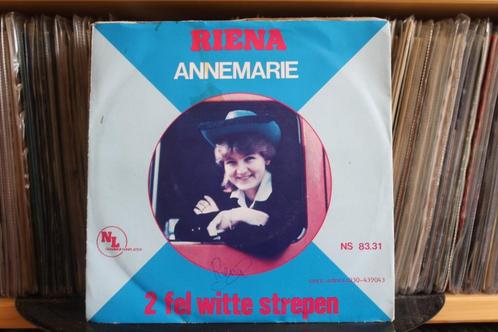 RIENA
ANNEMARIE
NL
NS 83.31
2 fel witte strepen